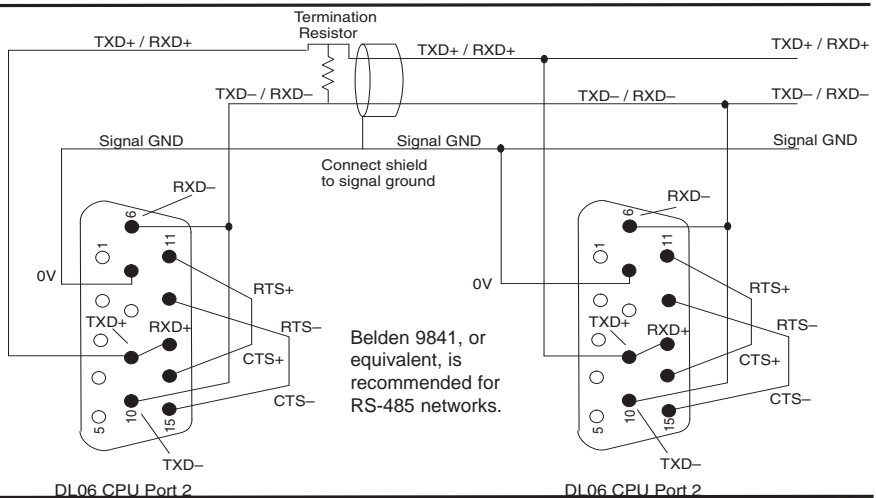 Termination
Resistor
TXD+ / RXD+
TXD+ / RXD+
TXD+ / RXD+
TXD– / RXD–
TXD– / RXD–
TXD– / RXD–
Signal GND
Signal GND
Signal GND
Connect shield
to signal ground
RXD–
6
11
1
0V
RTS+
TXD+
RXD+
RTS–
CTS+
CTS–
5
10
15
TXD–
DL06 CPU Port 2
Belden 9841, or
equivalent, is
recommended for
RS-485 networks.
RXD–
6
11
1
0V
RTS+
TXD+
RXD+
RTS–
CTS+
CTS–
5
10
15
TXD–
DL06 CPU Port 2